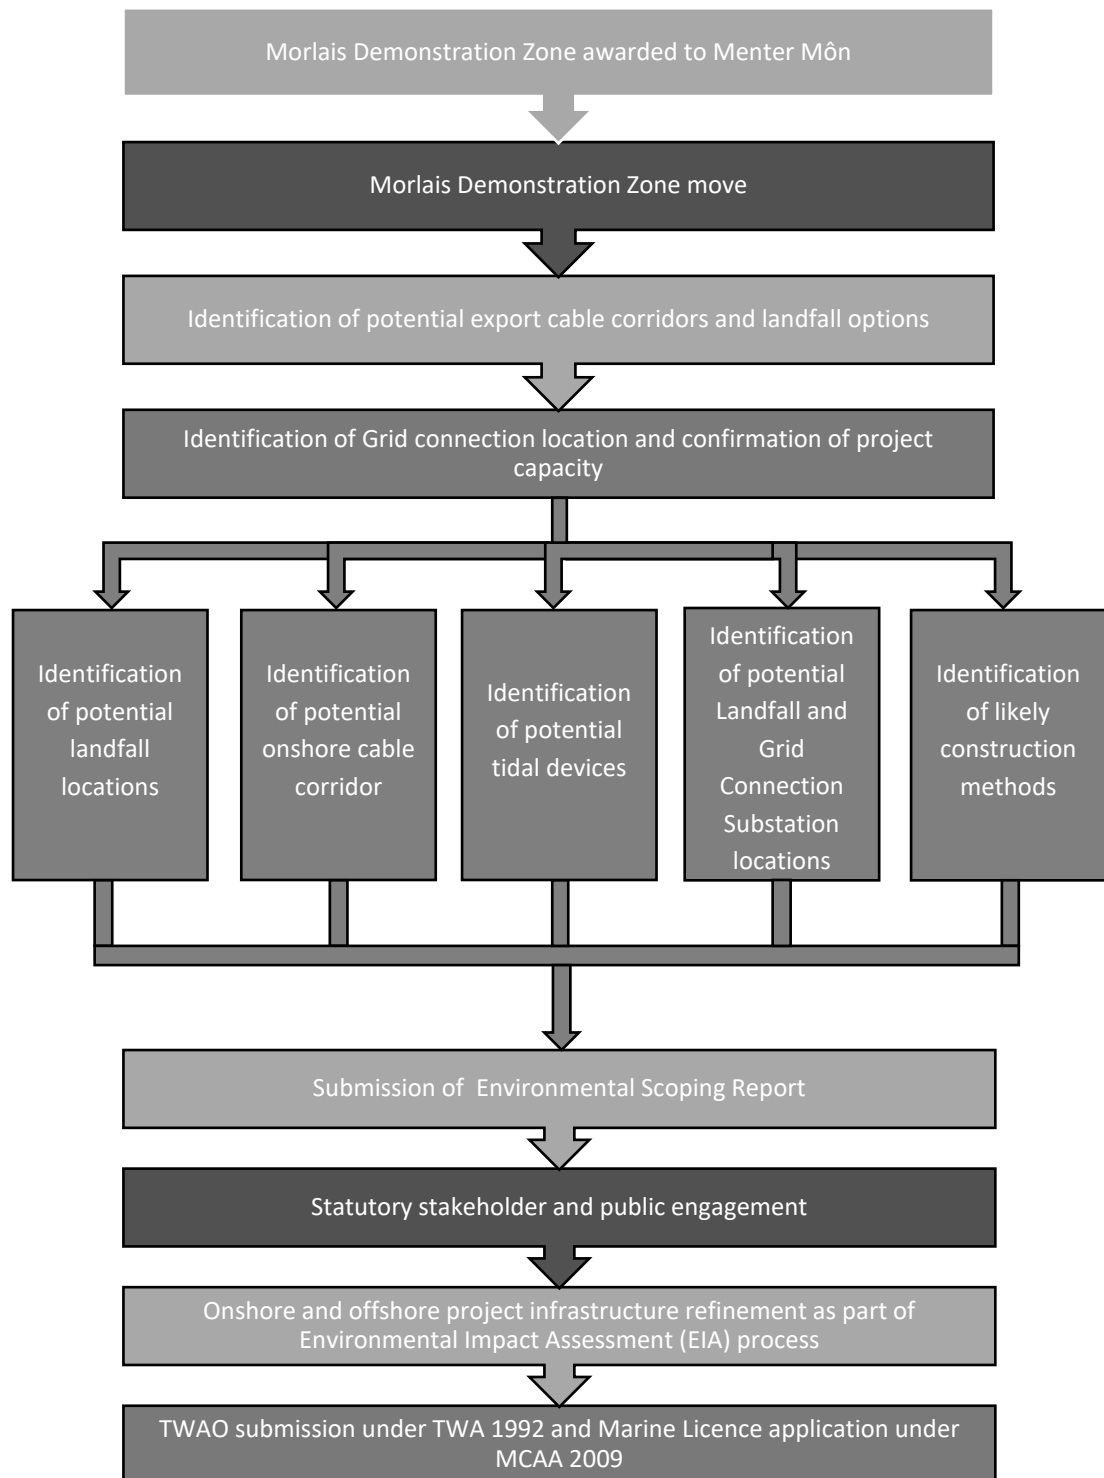 Morlais Demonstration Zone awarded to Menter Môn
Morlais Demonstration Zone move
Identification of potential export cable corridors and landfall options
Identification of Grid connection location and confirmation of project
capacity
Identification
of potential
landfall
locations
Identification
of potential
onshore cable
corridor
Identification
of potential
tidal devices
Identification
of potential
Landfall and
Grid
Connection
Substation
locations
Identification
of likely
construction
methods
Submission of  Environmental Scoping Report
Statutory stakeholder and public engagement
Onshore and offshore project infrastructure refinement as part of
Environmental Impact Assessment (EIA) process
TWAO submission under TWA 1992 and Marine Licence application under
MCAA 2009